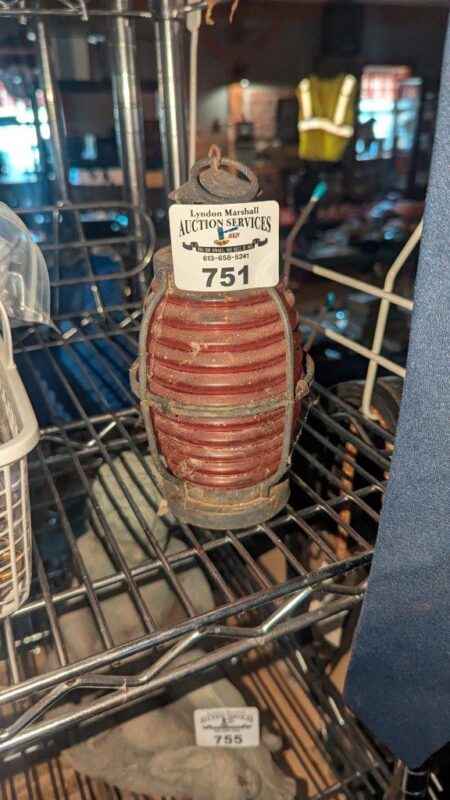 Lyndon Marshall
AUCTION SERVICES
613-658-5241
751
755